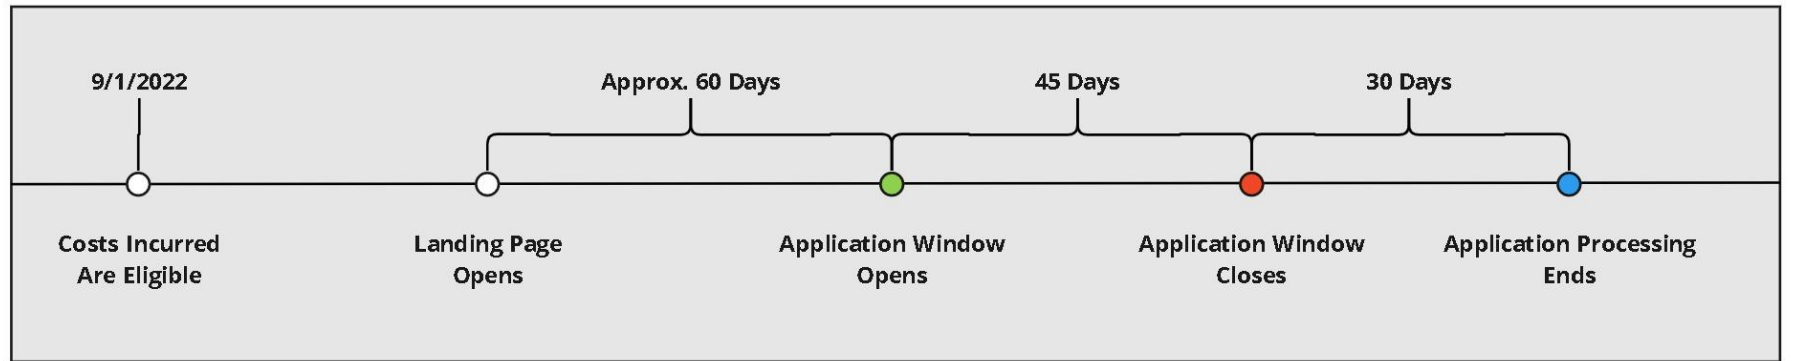 9/1/2022
Approx. 60 Days
45 Days
30 Days
Costs Incurred
Are Eligible
Landing Page
Opens
Application Window
Opens
Application Window
Closes
Application Processing
Ends